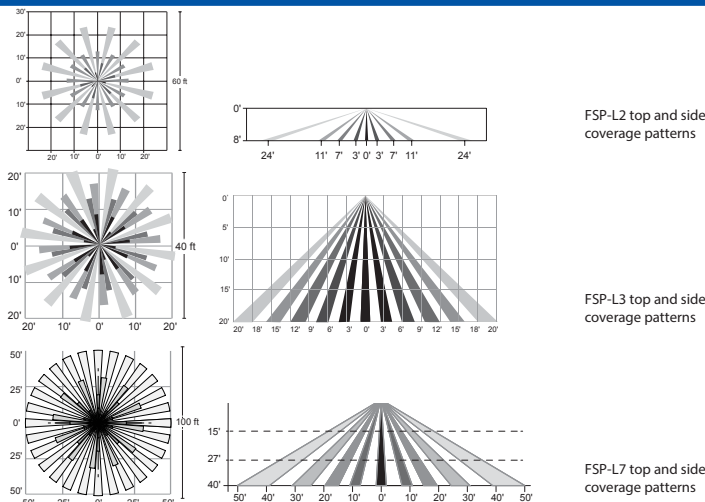 30'
20'
10'
0'
10'
20'
20' 10' 0' 10' 20'
60 ft
0'
8'
24' 11' 7' 3' 0' 3' 7' 11' 24'
FSP-L2 top and side
coverage patterns
20'
10'
0'
10'
20'
20' 10' 0' 10' 20'
40 ft
0'
5'
10'
15'
20'
20' 18' 15' 12' 9' 6' 3' 0' 3' 6' 9' 12' 15' 18' 20'
FSP-L3 top and side
coverage patterns
50'
25'
0'
25'
50'
50' 25' 0' 25' 50'
100 ft
15'
27'
40'
50' 40' 30' 20' 10' 0' 10' 20' 30' 40' 50'
FSP-L7 top and side
coverage patterns